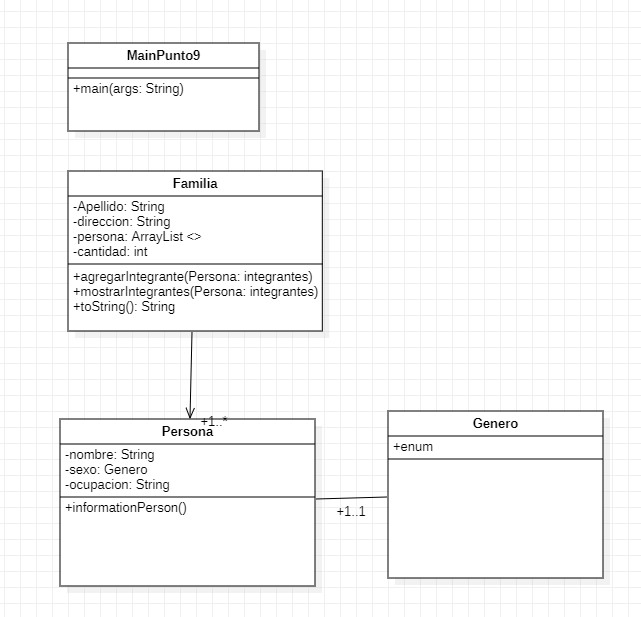 MainPunto9
+main(args: String)
Familia
-Apellido: String
-direccion: String
-persona: ArrayList <>
-cantidad: int
+agregarIntegrante(Persona: integrantes)
+mostrarIntegrantes(Persona: integrantes)
+toString(): String
+1..*
Persona
-nombre: String
-sexo: Genero
-ocupacion: String
+informationPerson()
+1..1
Genero
+enum